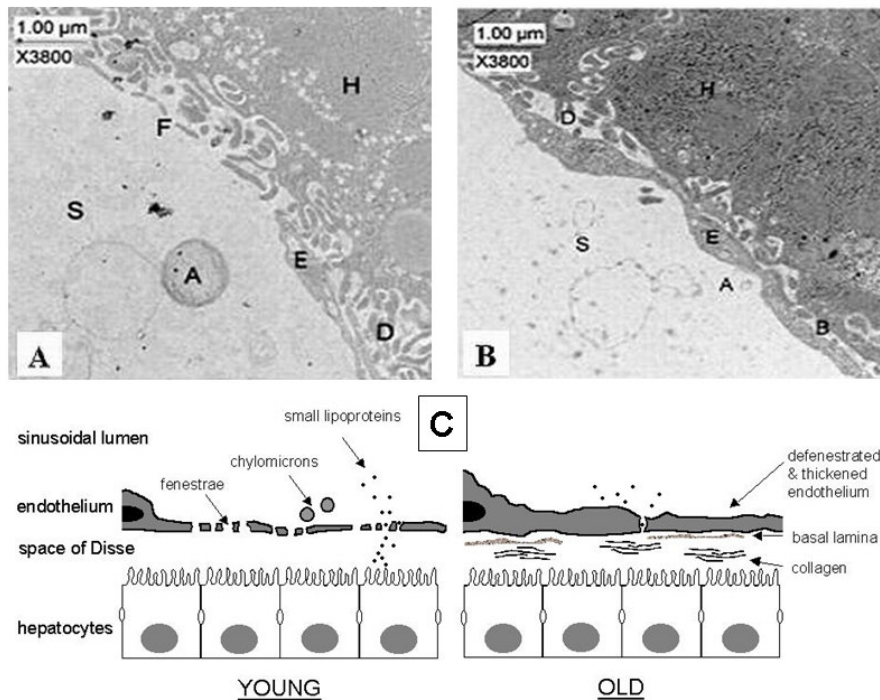 1.00 µm
X3800
H
F
S
A
E
D
A
1.00 µm
X3800
H
D
S
E
A
B
B
C
small lipoproteins
sinusoidal lumen
chylomicrons
fenestrae
defenestrated
& thickened
endothelium
endothelium
basal lamina
space of Disse
collagen
hepatocytes
YOUNG
OLD